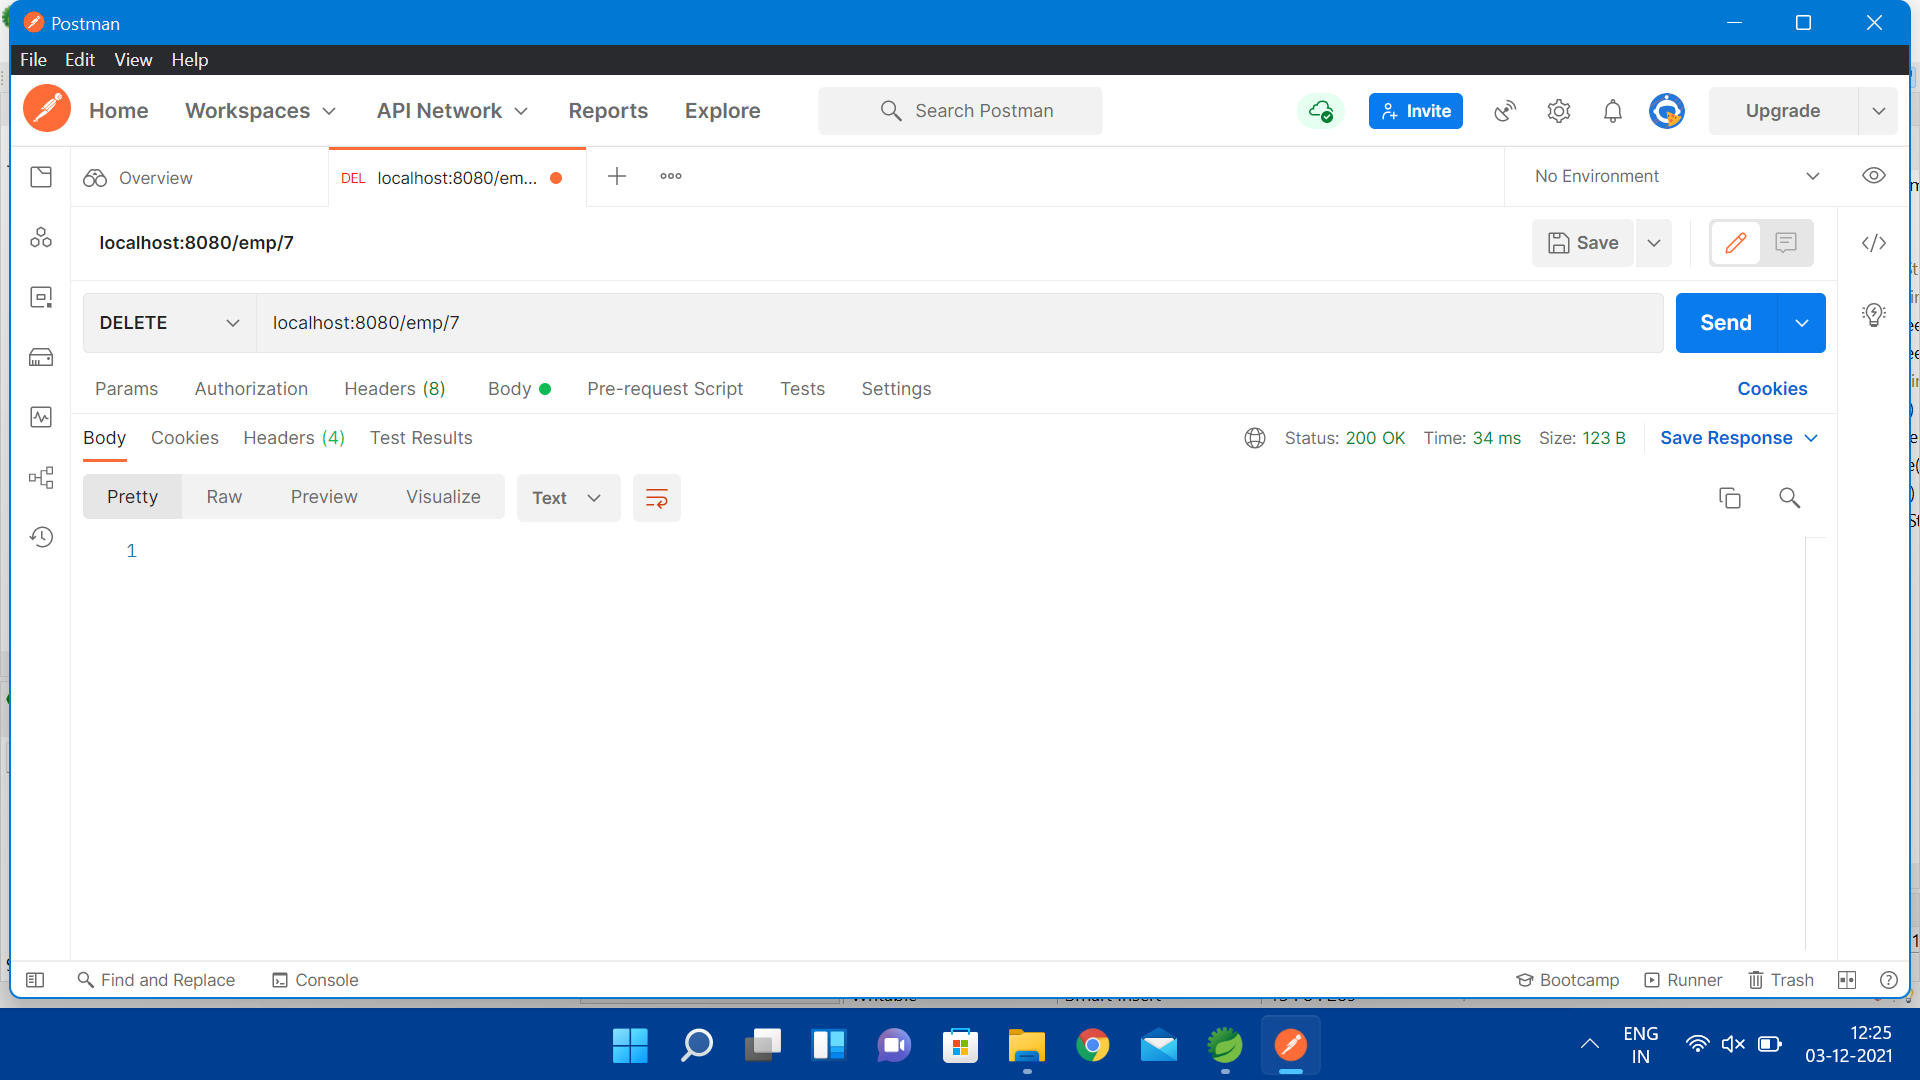 Postman
File Edit View Help
Home Workspaces API Network Reports Explore Search Postman Invite Upgrade
Overview DEL localhost:8080/em... No Environment
localhost:8080/emp/7 Save
DELETE localhost:8080/emp/7 Send
Params Authorization Headers (8) Body Pre-request Script Tests Settings Cookies
Body Cookies Headers (4) Test Results Status: 200 OK Time: 34 ms Size: 123 B Save Response
Pretty Raw Preview Visualize Text
1
Find and Replace Console Bootcamp Runner Trash
ENG 12:25
IN 03-12-2021